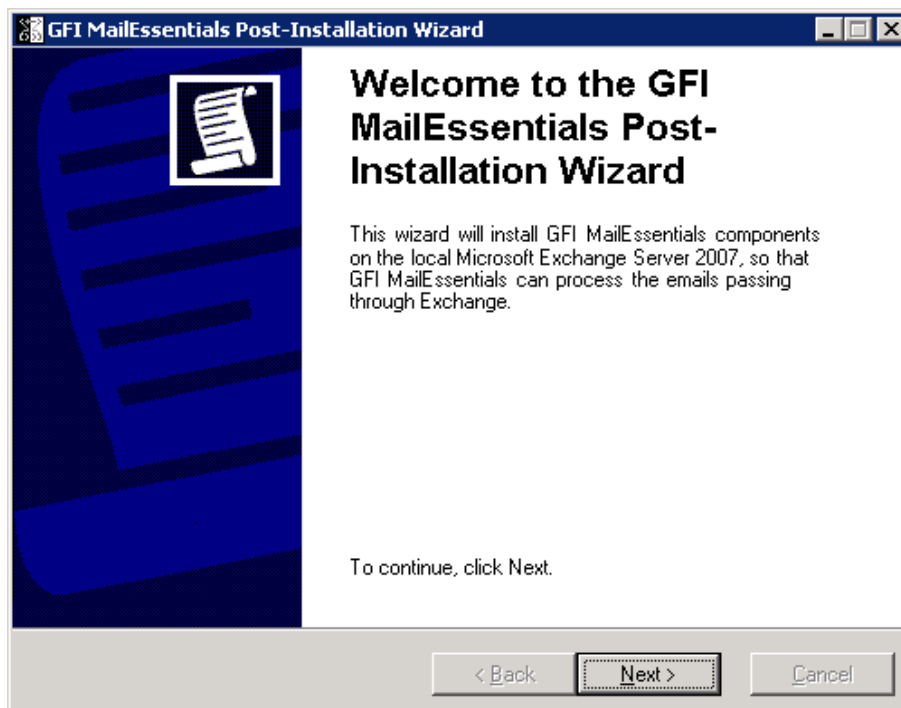 GFI MailEssentials Post-Installation Wizard
Welcome to the GFI
MailEssentials Post-
Installation Wizard
This wizard will install GFI MailEssentials components
on the local Microsoft Exchange Server 2007, so that
GFI MailEssentials can process the emails passing
through Exchange.
To continue, click Next.
< Back
Next >
Cancel